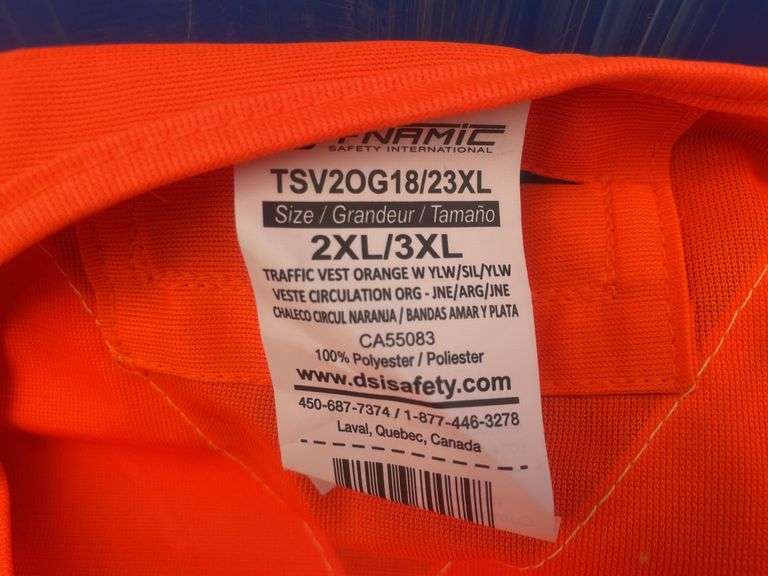 DYNAMIC
SAFETY INTERNATIONAL
TSV2OG18/23XL
Size / Grandeur / Tamaño
2XL/3XL
TRAFFIC VEST ORANGE W YLW/SIL/YLW
VESTE CIRCULATION ORG - JNE/ARG/JNE
CHALECO CIRCUL NARANJA / BANDAS AMAR Y PLATA
CA55083
100% Polyester / Poliester
www.dsisafety.com
450-687-7374 / 1-877-446-3278
Laval, Quebec, Canada